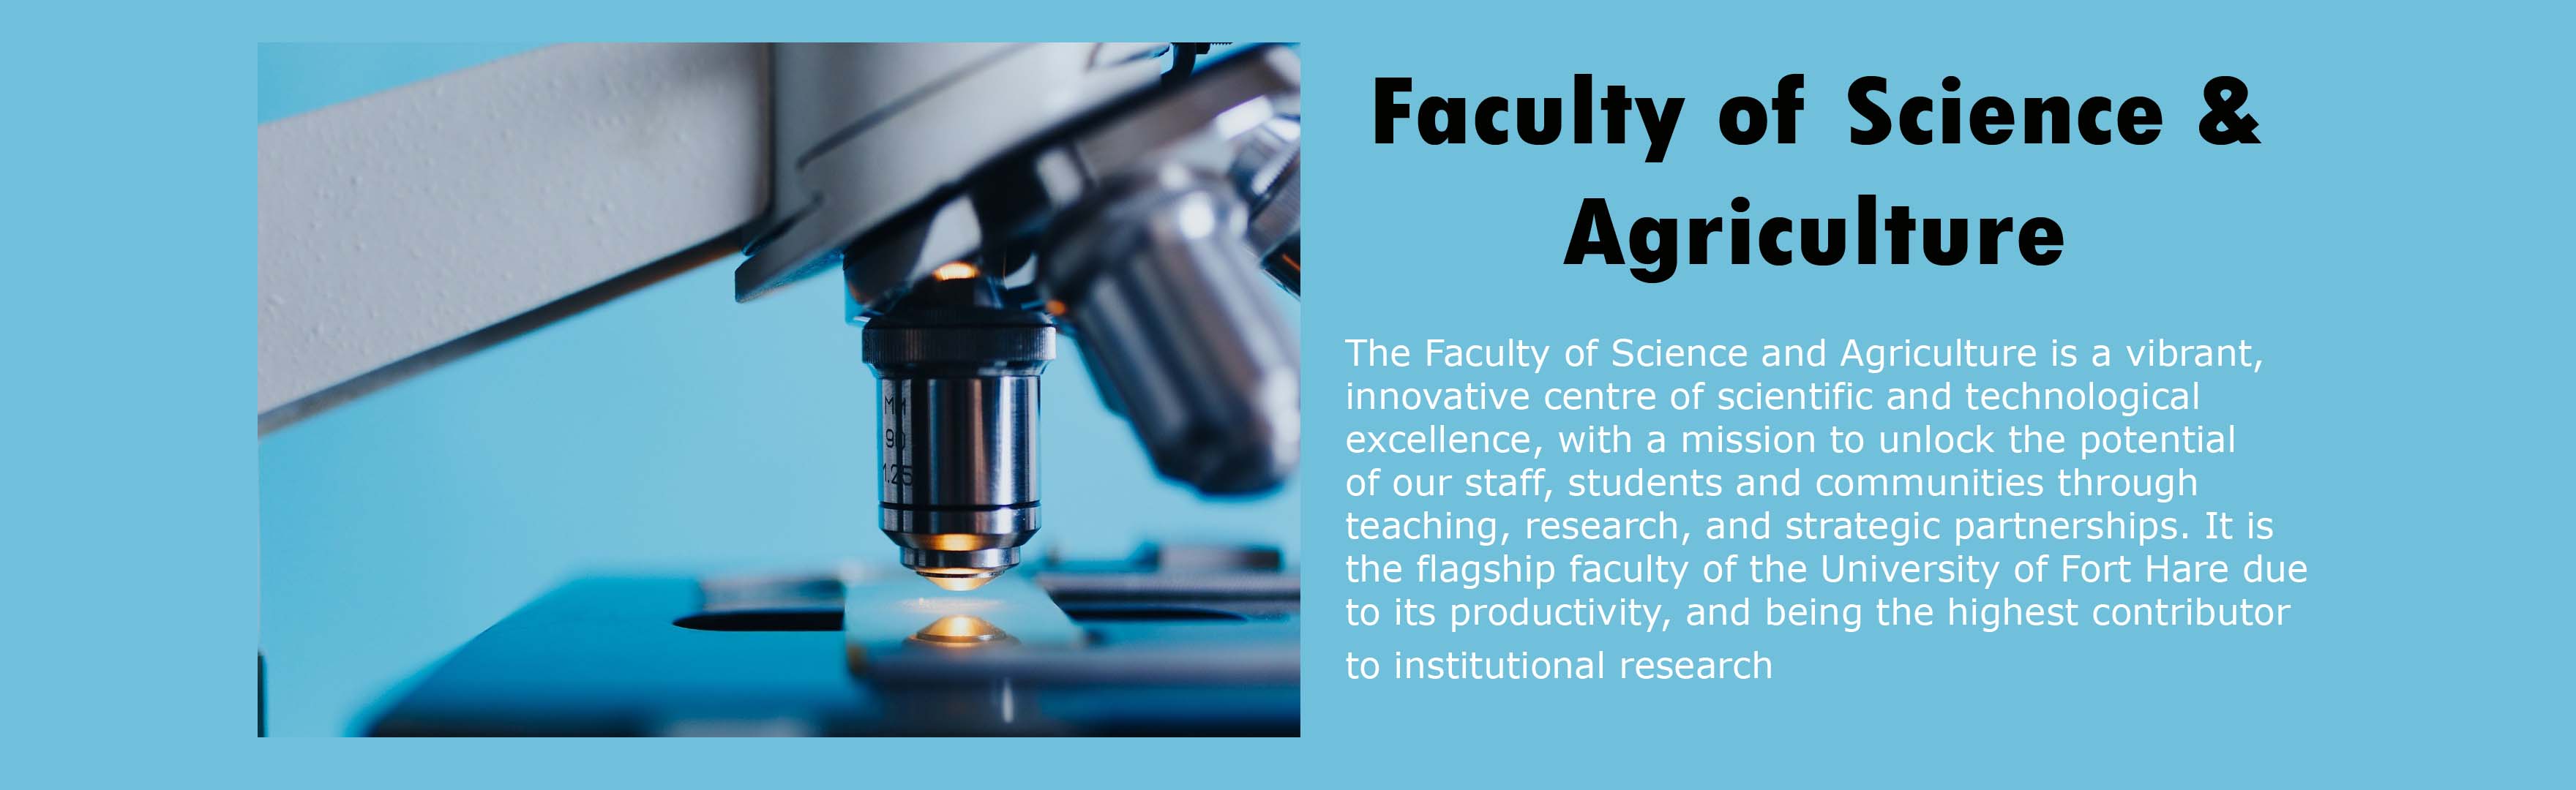 Faculty of Science &
Agriculture
The Faculty of Science and Agriculture is a vibrant,
innovative centre of scientific and technological
excellence, with a mission to unlock the potential
of our staff, students and communities through
teaching, research, and strategic partnerships. It is
the flagship faculty of the University of Fort Hare due
to its productivity, and being the highest contributor
to institutional research
90
1.25